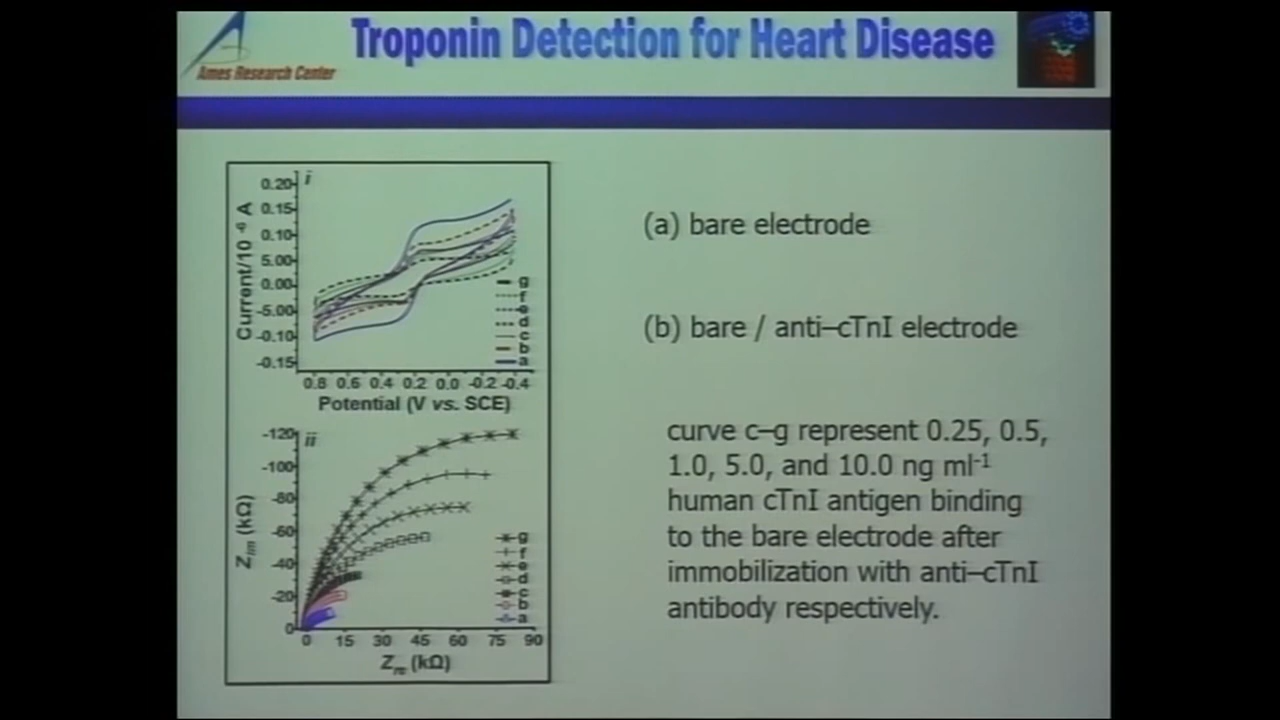 Troponin Detection for Heart Disease
Ames Research Center
i
0.20
0.15
0.10
5.00
0.00
-5.00
-0.10
-0.15
Current/10 -6 A
g
f
e
d
c
b
a
0.8 0.6 0.4 0.2 0.0 -0.2 -0.4
Potential (V vs. SCE)
ii
-120
-100
-80
-60
-40
-20
0
Zim (kΩ)
g
f
e
d
c
b
a
0 15 30 45 60 75 90
Zre (kΩ)
(a) bare electrode
(b) bare / anti–cTnI electrode
curve c–g represent 0.25, 0.5,
1.0, 5.0, and 10.0 ng ml-1
human cTnI antigen binding
to the bare electrode after
immobilization with anti–cTnI
antibody respectively.